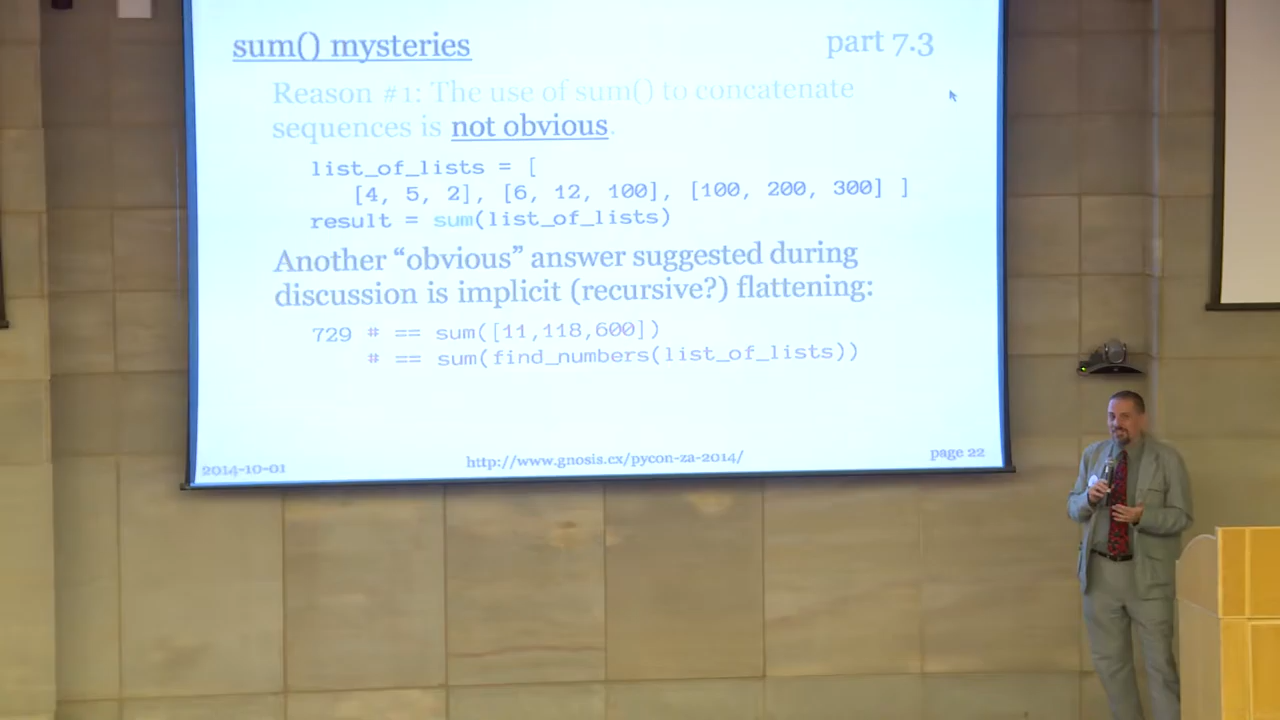 sum() mysteries part 7.3
Reason #1: The use of sum() to concatenate
sequences is not obvious.
list_of_lists = [
[4, 5, 2], [6, 12, 100], [100, 200, 300] ]
result = sum(list_of_lists)
Another “obvious” answer suggested during
discussion is implicit (recursive?) flattening:
729 # == sum([11,118,600])
# == sum(find_numbers(list_of_lists))
2014-10-01 http://www.gnosis.cx/pycon-za-2014/ page 22